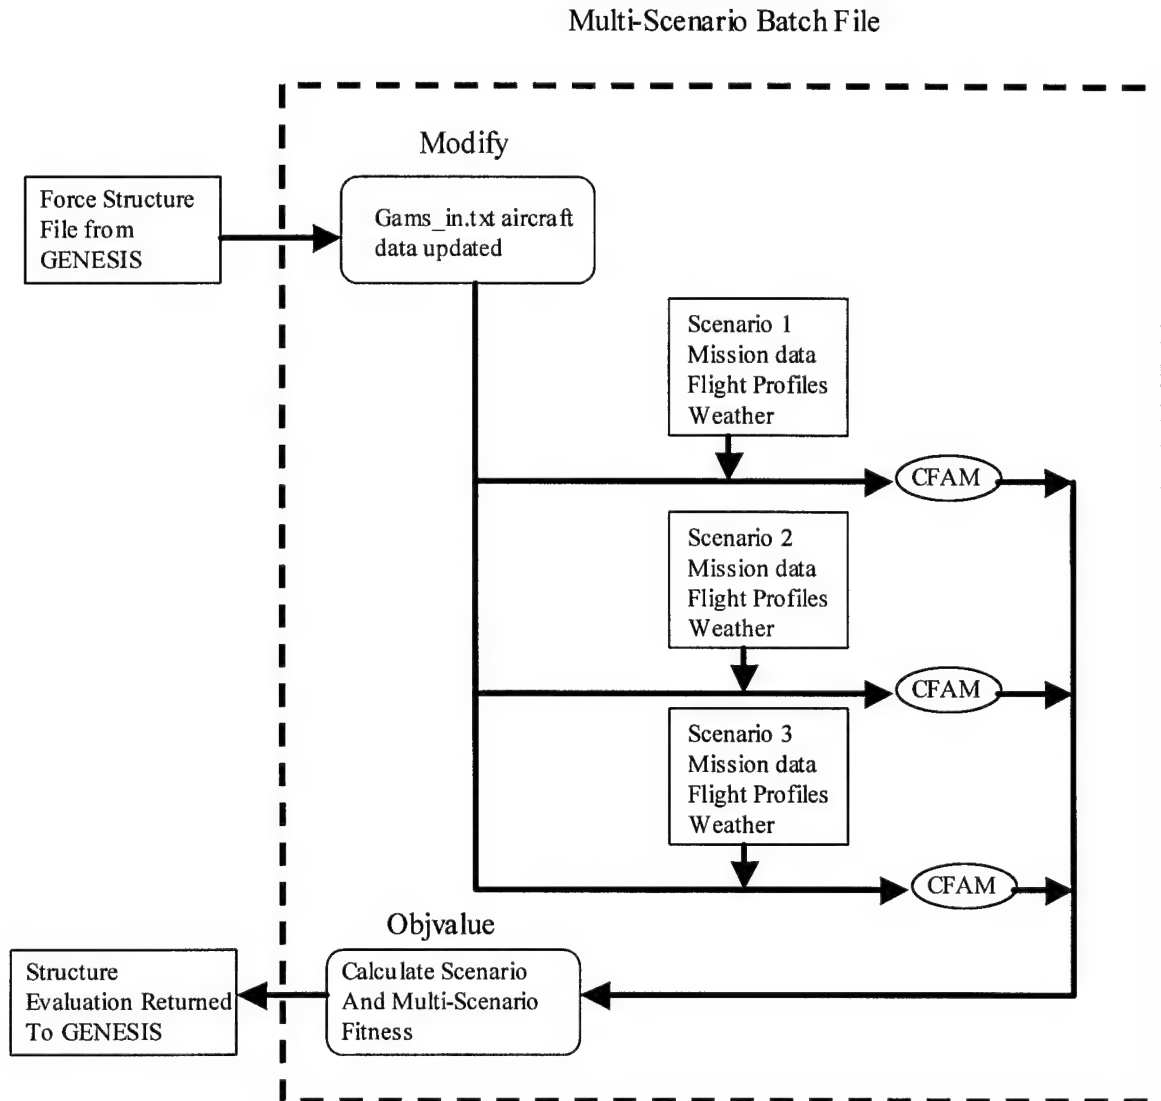 Multi-Scenario Batch File
Modify
Force Structure
File from
GENESIS
Gams_in.txt aircraft
data updated
Scenario 1
Mission data
Flight Profiles
Weather
CFAM
Scenario 2
Mission data
Flight Profiles
Weather
CFAM
Scenario 3
Mission data
Flight Profiles
Weather
CFAM
Objvalue
Structure
Evaluation Returned
To GENESIS
Calculate Scenario
And Multi-Scenario
Fitness